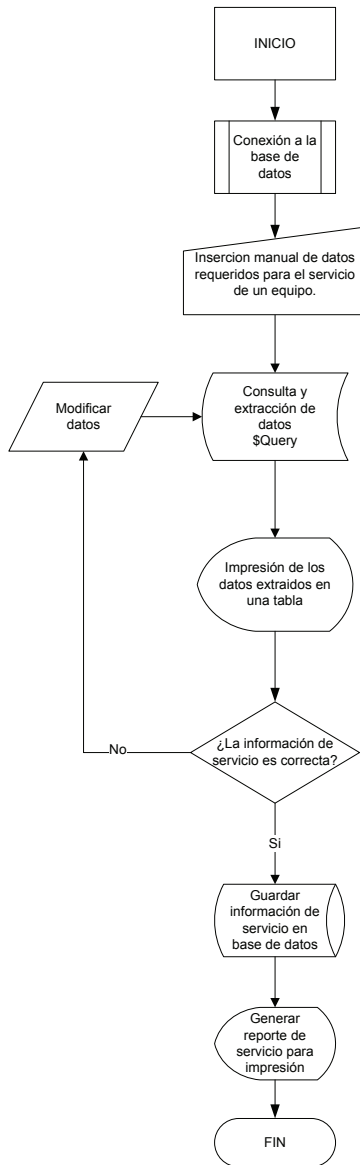 INICIO
Conexión a la
base de
datos
Insercion manual de datos
requeridos para el servicio
de un equipo.
Modificar
datos
Consulta y
extracción de
datos
$Query
Impresión de los
datos extraidos en
una tabla
¿La información de
servicio es correcta?
No
Si
Guardar
información de
servicio en
base de datos
Generar
reporte de
servicio para
impresión
FIN